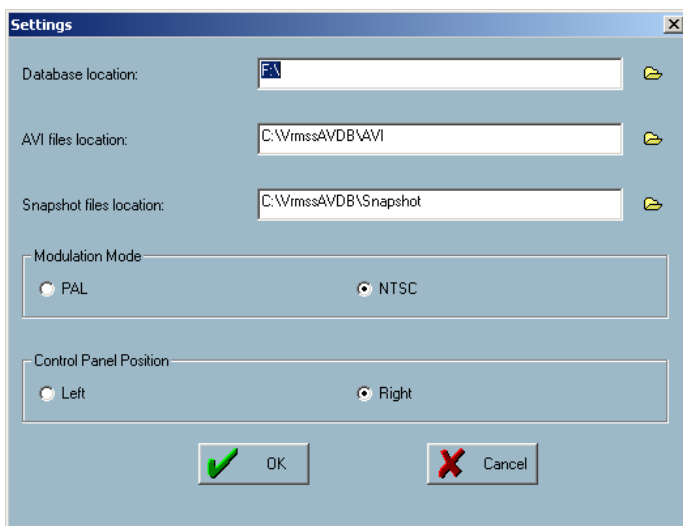 Settings
Database location:
F:\
AVI files location:
C:\VrmssAVDB\AVI
Snapshot files location:
C:\VrmssAVDB\Snapshot
Modulation Mode
PAL
NTSC
Control Panel Position
Left
Right
OK
Cancel